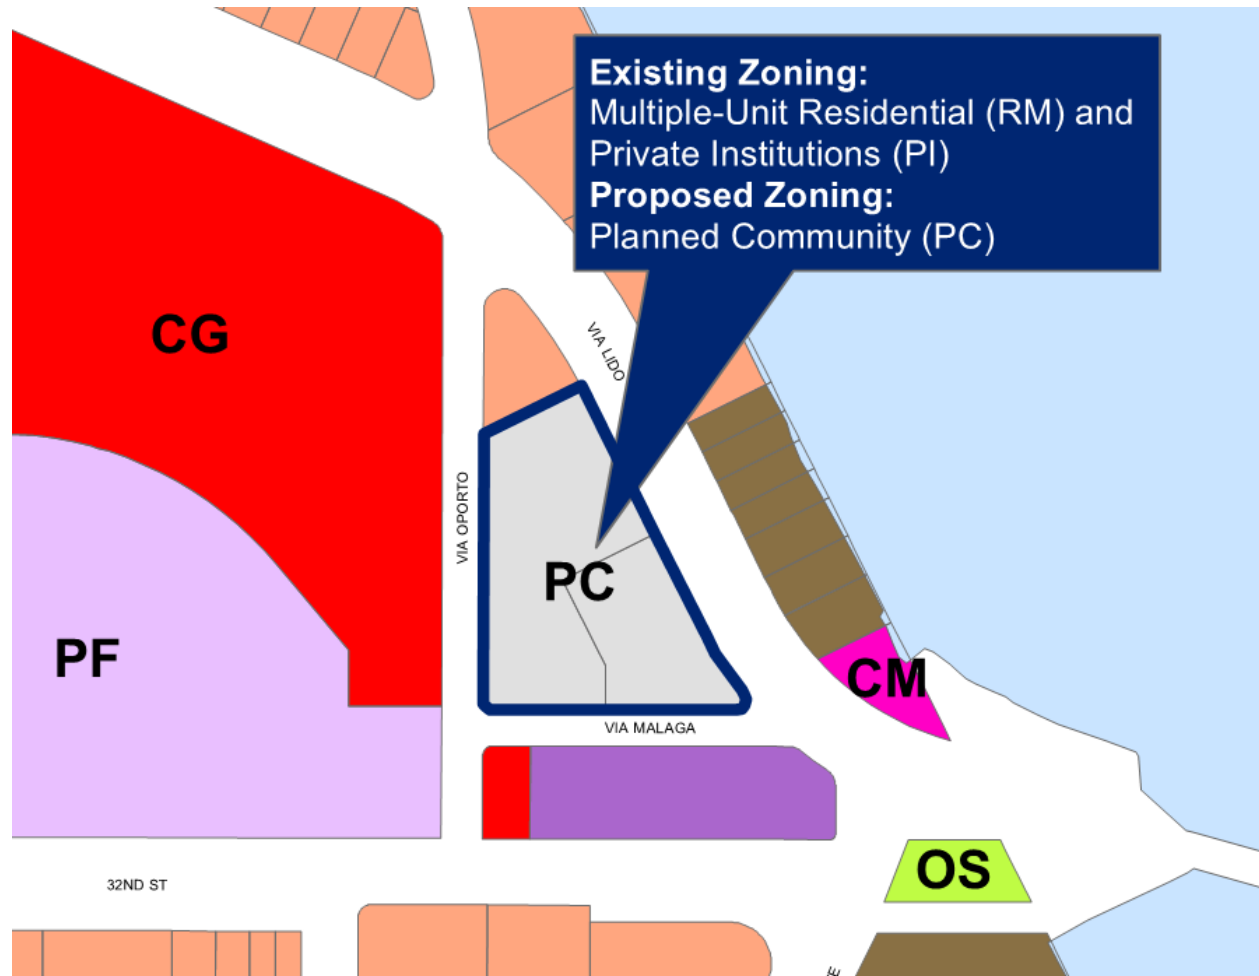 Existing Zoning:
Multiple-Unit Residential (RM) and
Private Institutions (PI)
Proposed Zoning:
Planned Community (PC)
CG
VIA LIDO
VIA OPORTO
PC
PF
CM
VIA MALAGA
OS
32ND ST